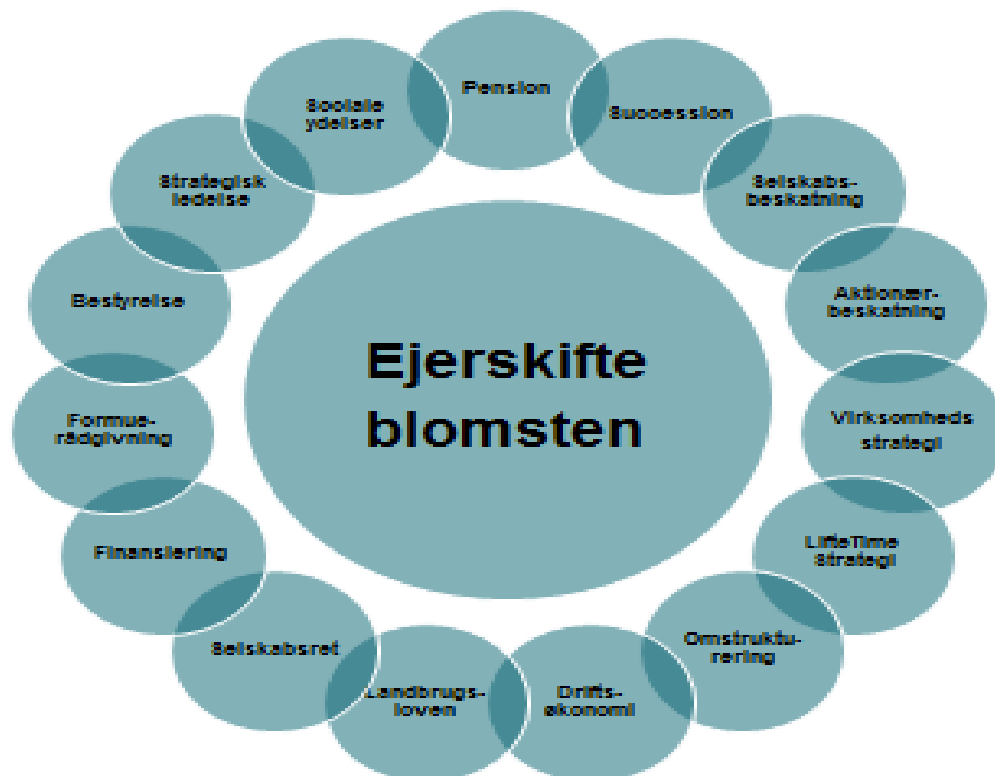 Pension
Succession
Selskabs-
beskatning
Aktionær-
beskatning
Virksomheds
strategi
LifteTime
Strategi
Omstruktu-
rering
Drifts-
økonomi
Landbrugs-
loven
Selskabsret
Finansiering
Formue-
rådgivning
Bestyrelse
Strategisk
ledelse
Sociale
ydelser
Ejerskifte
blomsten